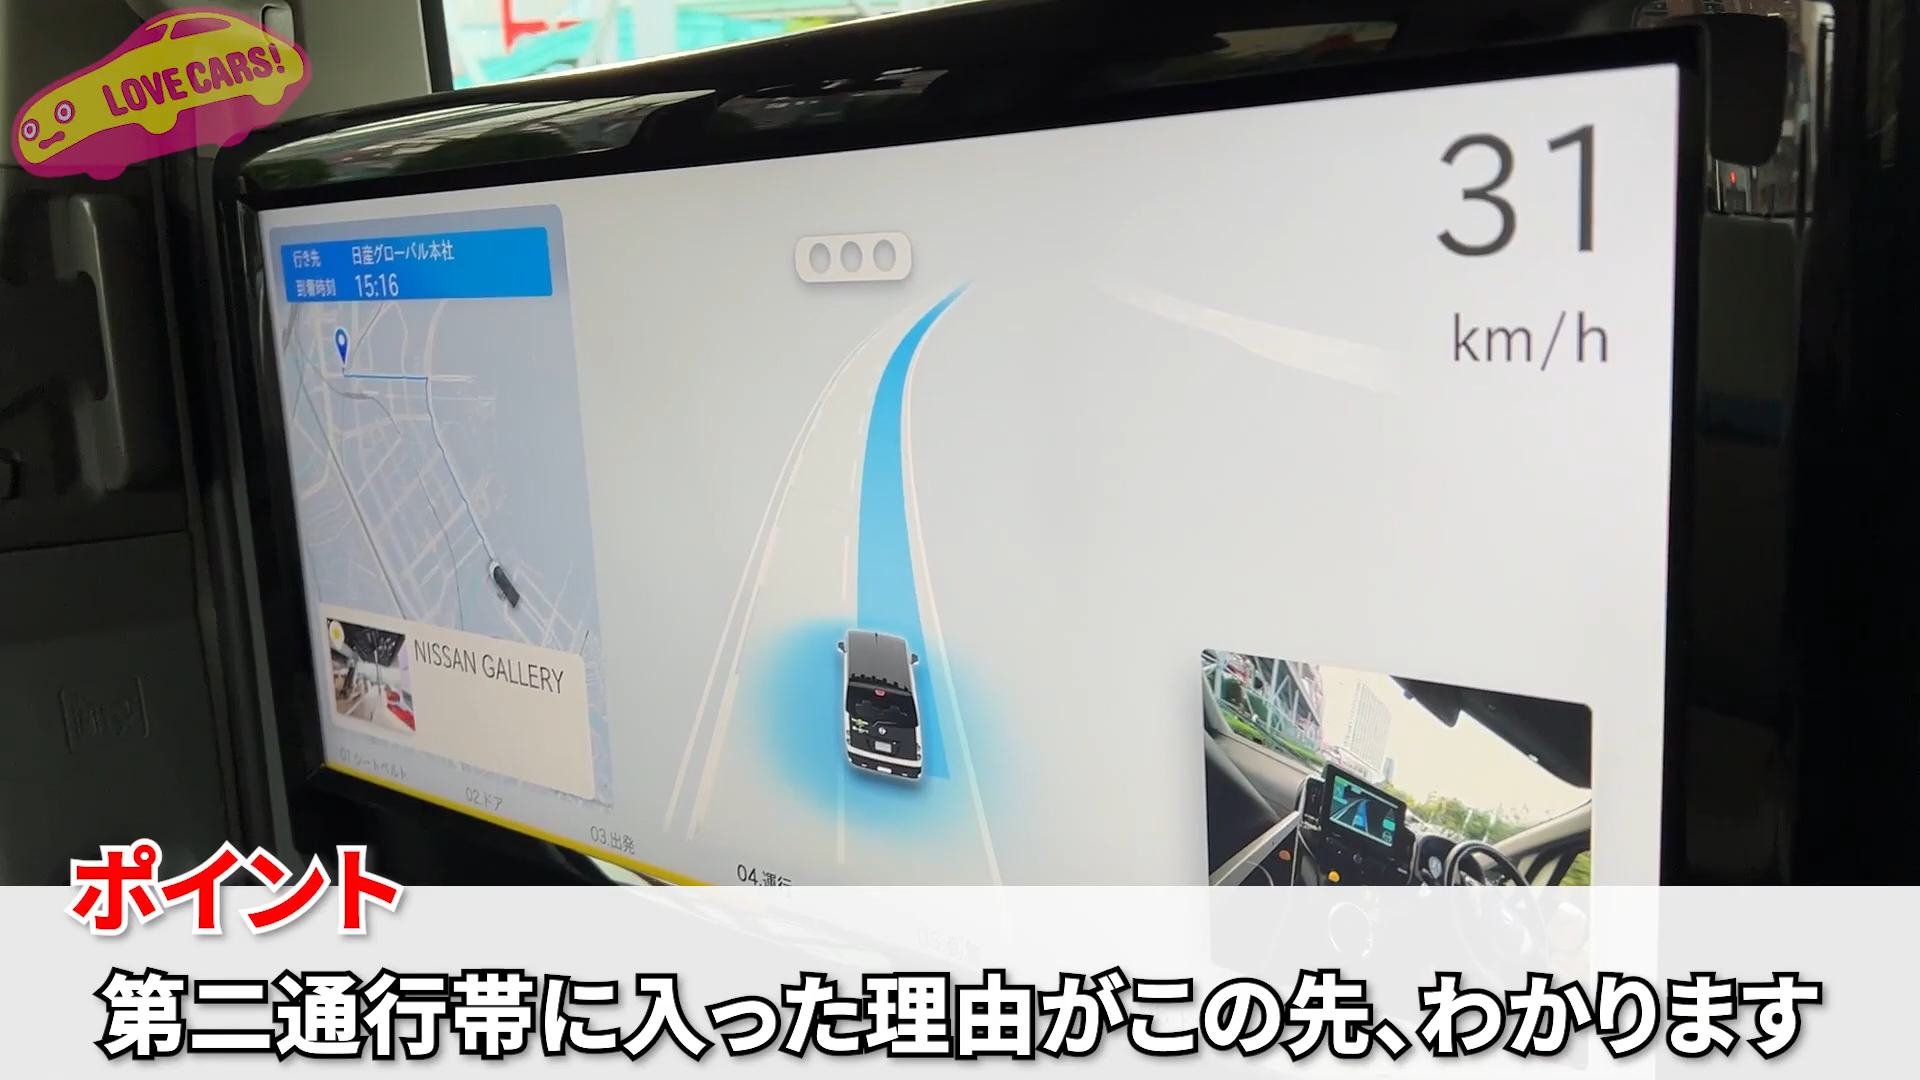 LOVE CARS!
行き先 日産グローバル本社
到着時刻 15:16
31
km/h
NISSAN GALLERY
01.シートベルト
02.ドア
03.出発
04.運行
ポイント
第二通行帯に入った理由がこの先、わかります